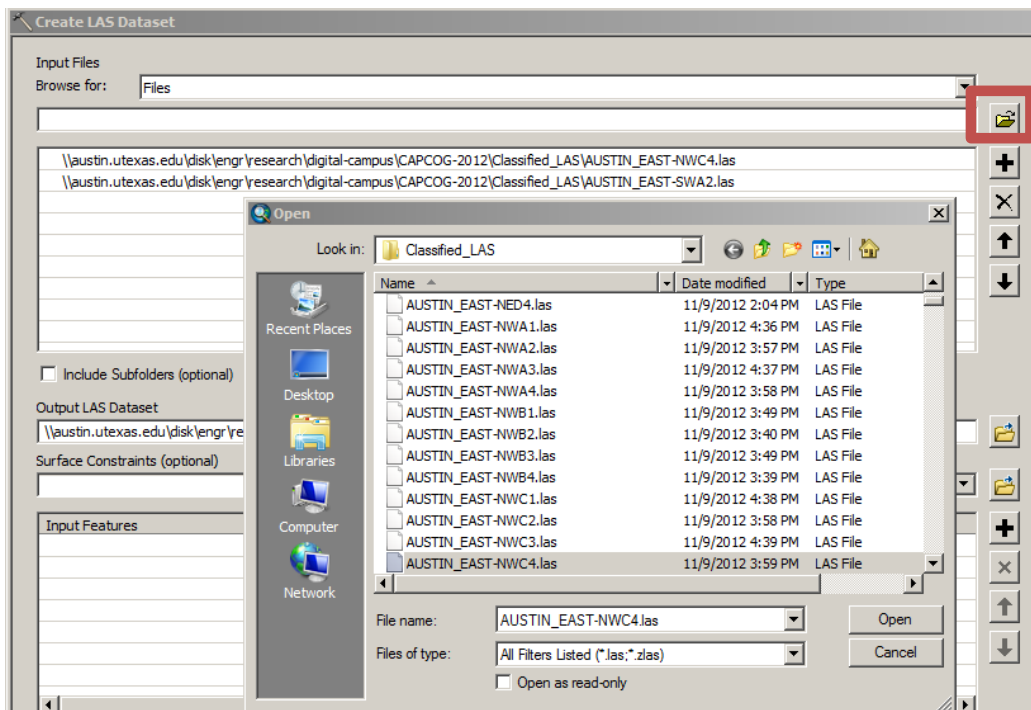 Create LAS Dataset
Input Files
Browse for: Files
\\austin.utexas.edu\disk\engr\research\digital-campus\CAPCOG-2012\Classified_LAS\AUSTIN_EAST-NWC4.las
\\austin.utexas.edu\disk\engr\research\digital-campus\CAPCOG-2012\Classified_LAS\AUSTIN_EAST-SWA2.las
Open
Look in: Classified_LAS
Name Date modified Type
AUSTIN_EAST-NED4.las 11/9/2012 2:04 PM LAS File
AUSTIN_EAST-NWA1.las 11/9/2012 4:36 PM LAS File
AUSTIN_EAST-NWA2.las 11/9/2012 3:57 PM LAS File
AUSTIN_EAST-NWA3.las 11/9/2012 4:37 PM LAS File
AUSTIN_EAST-NWA4.las 11/9/2012 3:58 PM LAS File
AUSTIN_EAST-NWB1.las 11/9/2012 3:49 PM LAS File
AUSTIN_EAST-NWB2.las 11/9/2012 3:40 PM LAS File
AUSTIN_EAST-NWB3.las 11/9/2012 3:49 PM LAS File
AUSTIN_EAST-NWB4.las 11/9/2012 3:39 PM LAS File
AUSTIN_EAST-NWC1.las 11/9/2012 4:38 PM LAS File
AUSTIN_EAST-NWC2.las 11/9/2012 3:58 PM LAS File
AUSTIN_EAST-NWC3.las 11/9/2012 4:39 PM LAS File
AUSTIN_EAST-NWC4.las 11/9/2012 3:59 PM LAS File
Recent Places
Desktop
Libraries
Computer
Network
File name: AUSTIN_EAST-NWC4.las Open
Files of type: All Filters Listed (*.las;*.zlas) Cancel
Open as read-only
Include Subfolders (optional)
Output LAS Dataset
\\austin.utexas.edu\disk\engr\re
Surface Constraints (optional)
Input Features